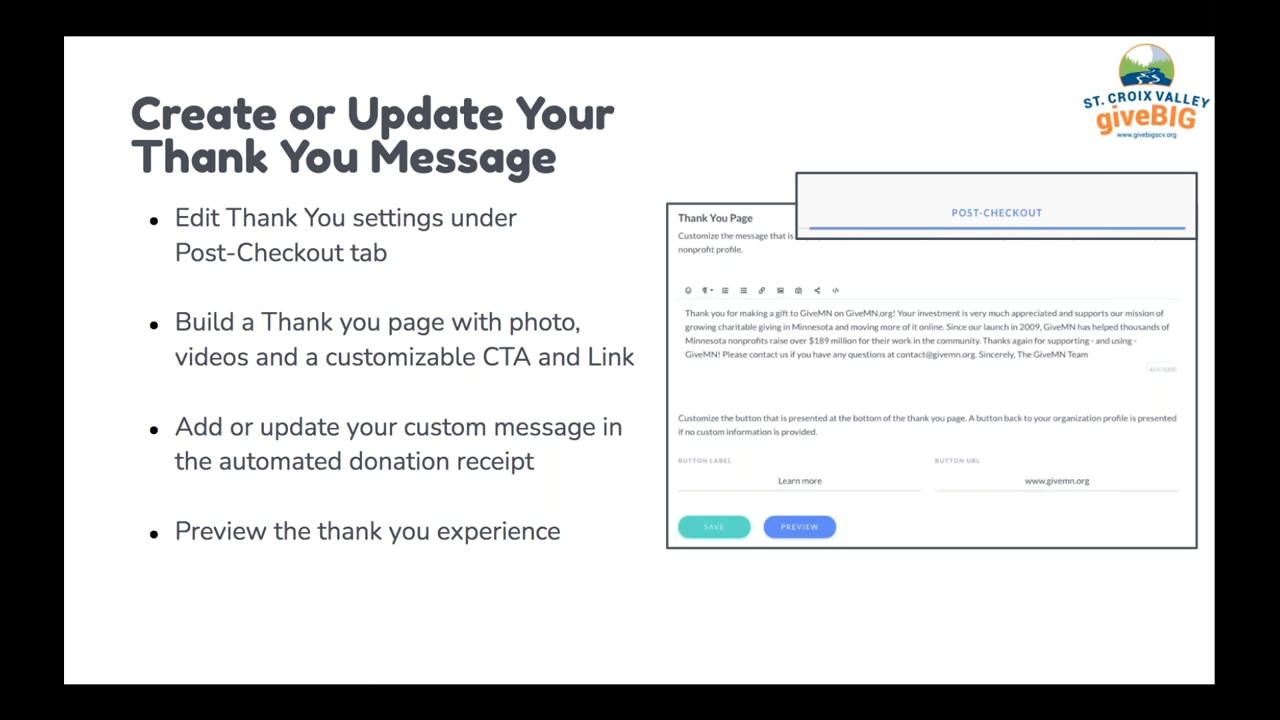 Create or Update Your
Thank You Message
• Edit Thank You settings under
Post-Checkout tab
• Build a Thank you page with photo,
videos and a customizable CTA and Link
• Add or update your custom message in
the automated donation receipt
• Preview the thank you experience
ST. CROIX VALLEY
giveBIG
www.givebigscv.org
POST-CHECKOUT
Thank You Page
Customize the message that is
nonprofit profile.
Thank you for making a gift to GiveMN on GiveMN.org! Your investment is very much appreciated and supports our mission of
growing charitable giving in Minnesota and moving more of it online. Since our launch in 2009, GiveMN has helped thousands of
Minnesota nonprofits raise over $189 million for their work in the community. Thanks again for supporting - and using -
GiveMN! Please contact us if you have any questions at contact@givemn.org. Sincerely, The GiveMN Team
Customize the button that is presented at the bottom of the thank you page. A button back to your organization profile is presented
if no custom information is provided.
BUTTON LABEL
BUTTON URL
Learn more
www.givemn.org
SAVE
PREVIEW